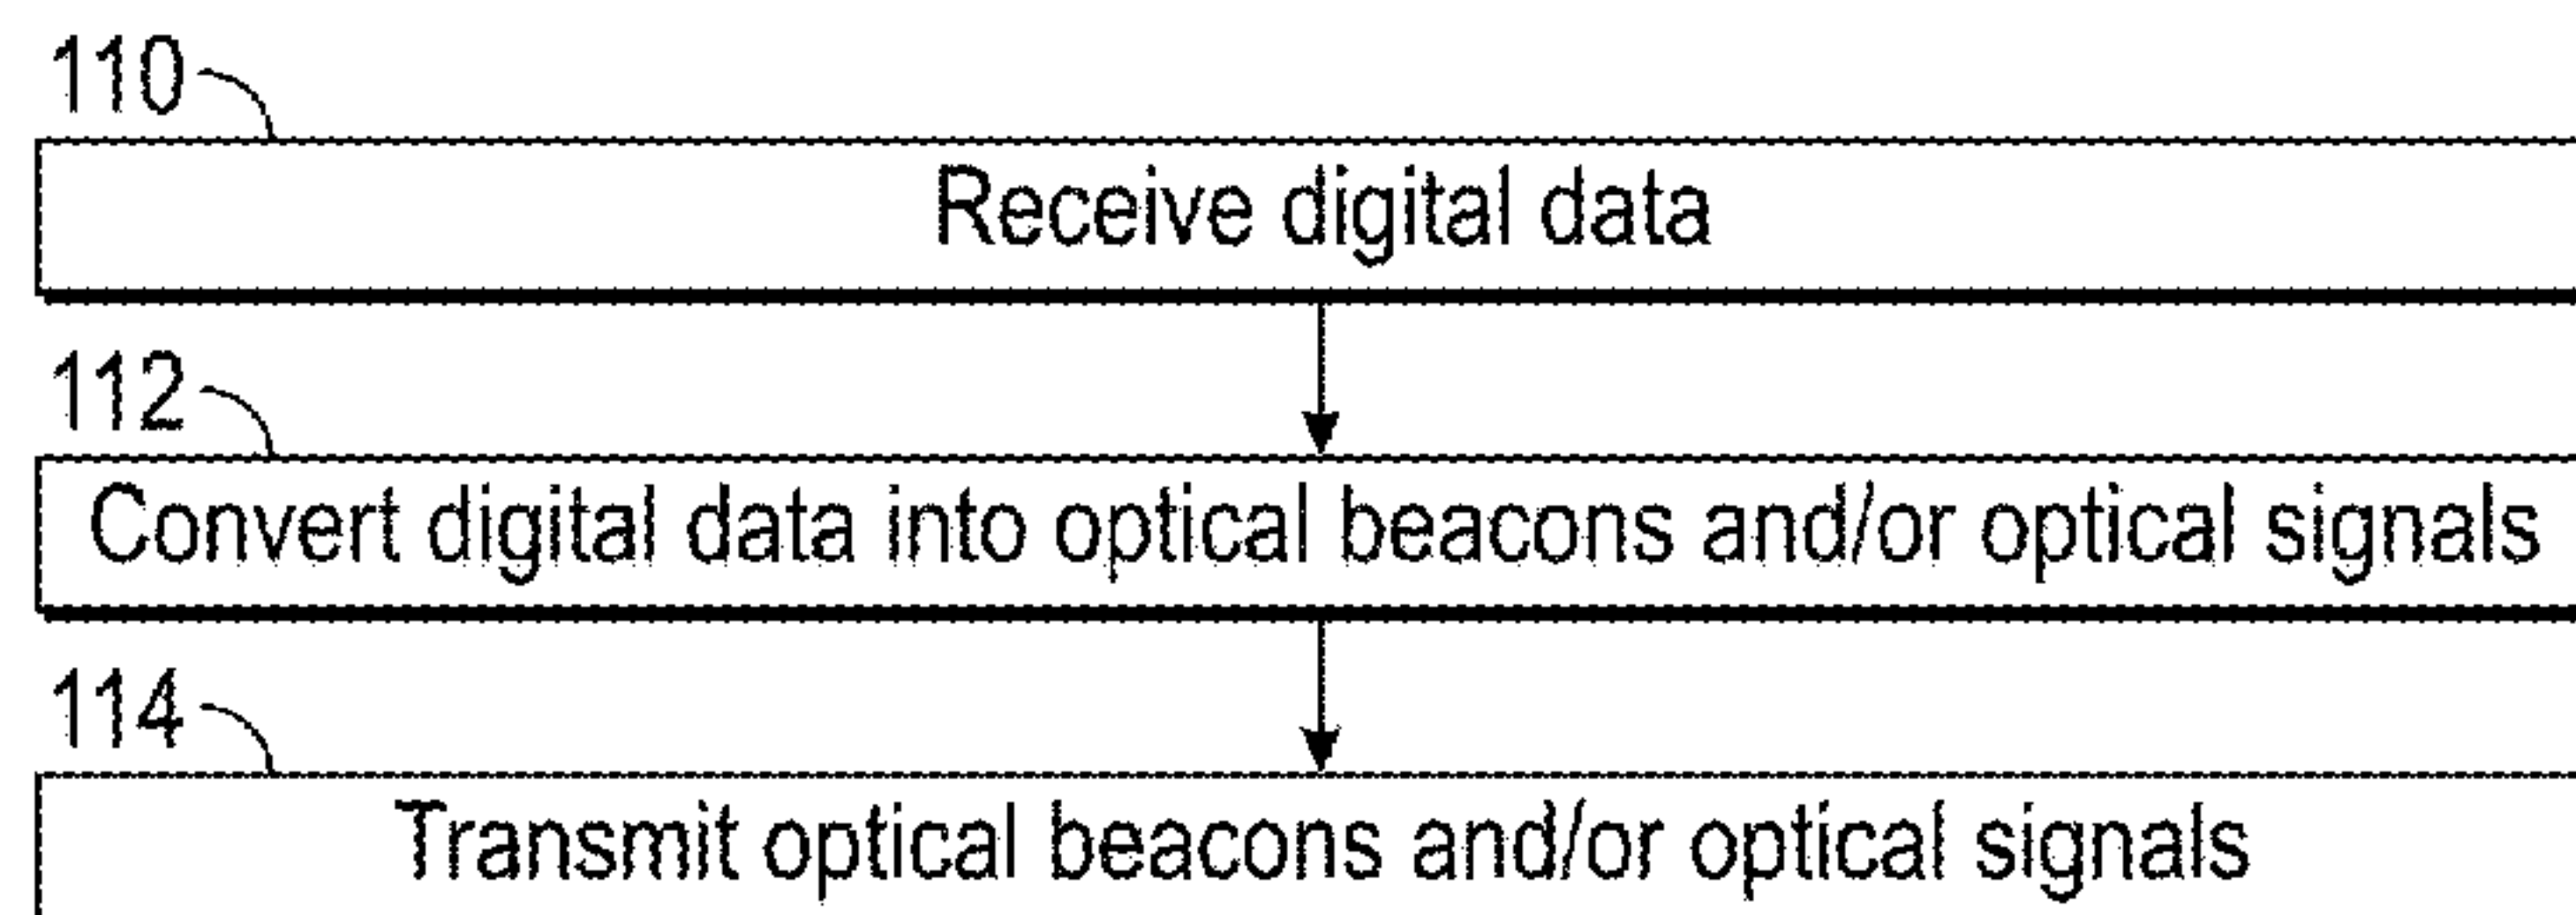 110
Receive digital data
112
Convert digital data into optical beacons and/or optical signals
114
Transmit optical beacons and/or optical signals